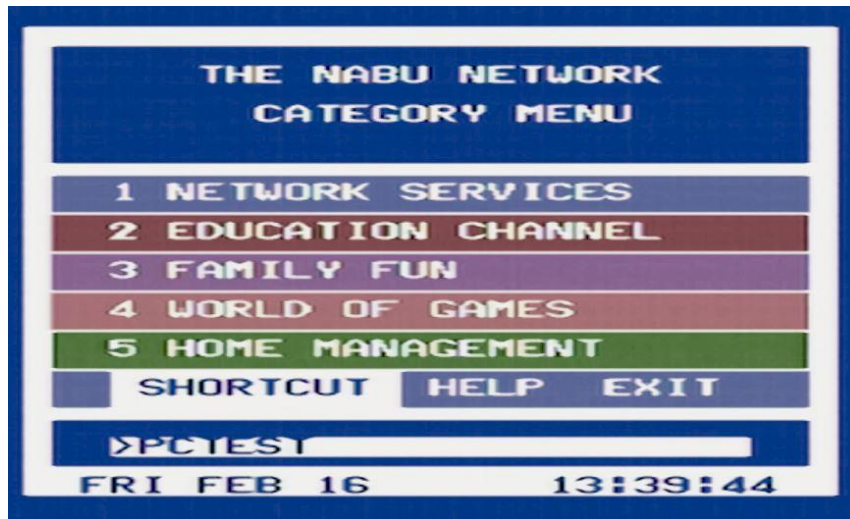 THE NABU NETWORK
CATEGORY MENU
1 NETWORK SERVICES
2 EDUCATION CHANNEL
3 FAMILY FUN
4 WORLD OF GAMES
5 HOME MANAGEMENT
SHORTCUT HELP EXIT
>PCTEST
FRI FEB 16 13:39:44